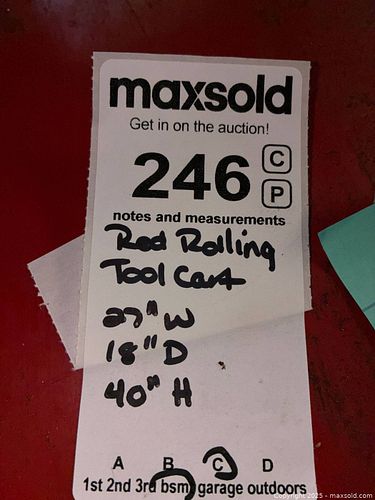 maxsold
Get in on the auction!
246 C
P
notes and measurements
Red Rolling
Tool Cart
27" W
18" D
40" H
A B C D
1st 2nd 3rd bsm garage outdoors
Copyright 2025 - maxsold.com